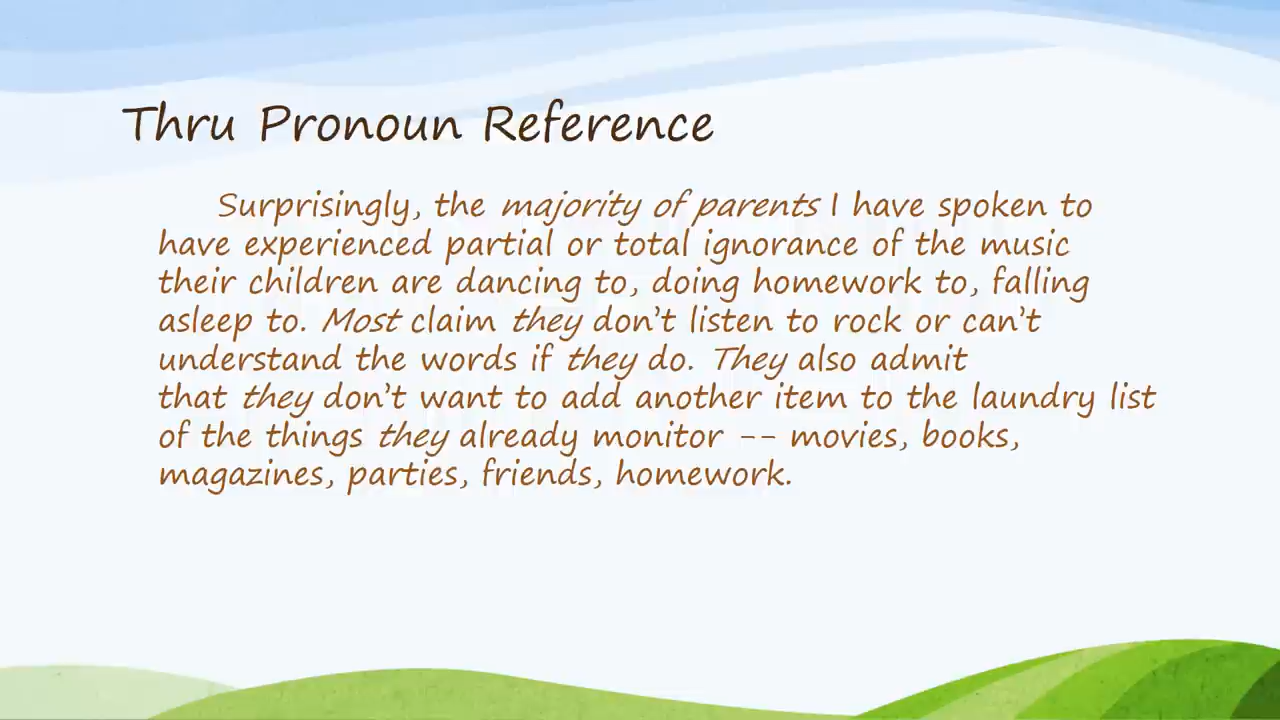 Thru Pronoun Reference
Surprisingly, the majority of parents I have spoken to
have experienced partial or total ignorance of the music
their children are dancing to, doing homework to, falling
asleep to. Most claim they don’t listen to rock or can’t
understand the words if they do. They also admit
that they don’t want to add another item to the laundry list
of the things they already monitor -- movies, books,
magazines, parties, friends, homework.